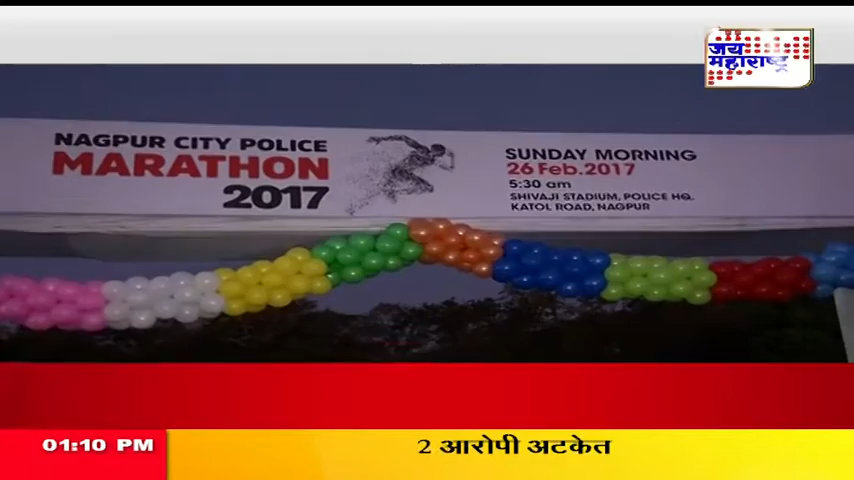 जय
महाराष्ट्र
NAGPUR CITY POLICE
MARATHON
2017
SUNDAY MORNING
26 Feb.2017
5:30 am
SHIVAJI STADIUM, POLICE HQ.
KATOL ROAD, NAGPUR
01:10 PM
2 आरोपी अटकेत